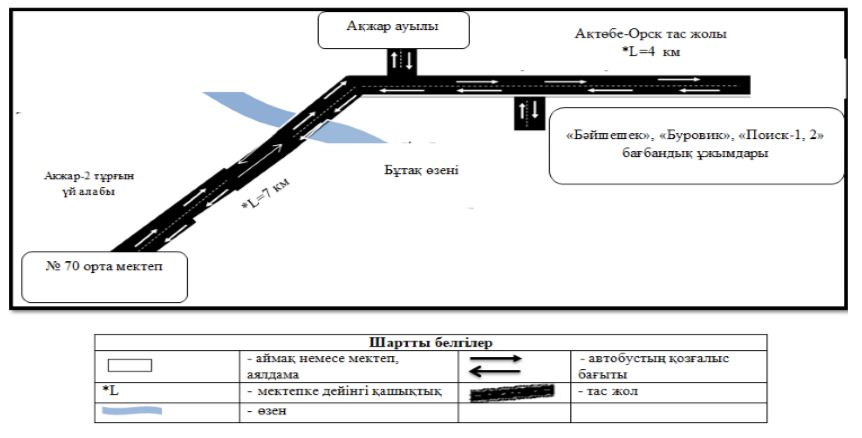 Ақжар ауылы
Ақтөбе-Орск тас жолы
*L=4 км
«Бәйшешек», «Буровик», «Поиск-1, 2»
бағбандық ұжымдары
Бұтақ өзені
Ақжар-2 тұрғын
үй алабы
*L=7 км
№ 70 орта мектеп
Шартты белгілер
- аймақ немесе мектеп,
аялдама
- автобустың қозғалыс
бағыты
*L
- мектепке дейінгі қашықтық
- тас жол
- өзен